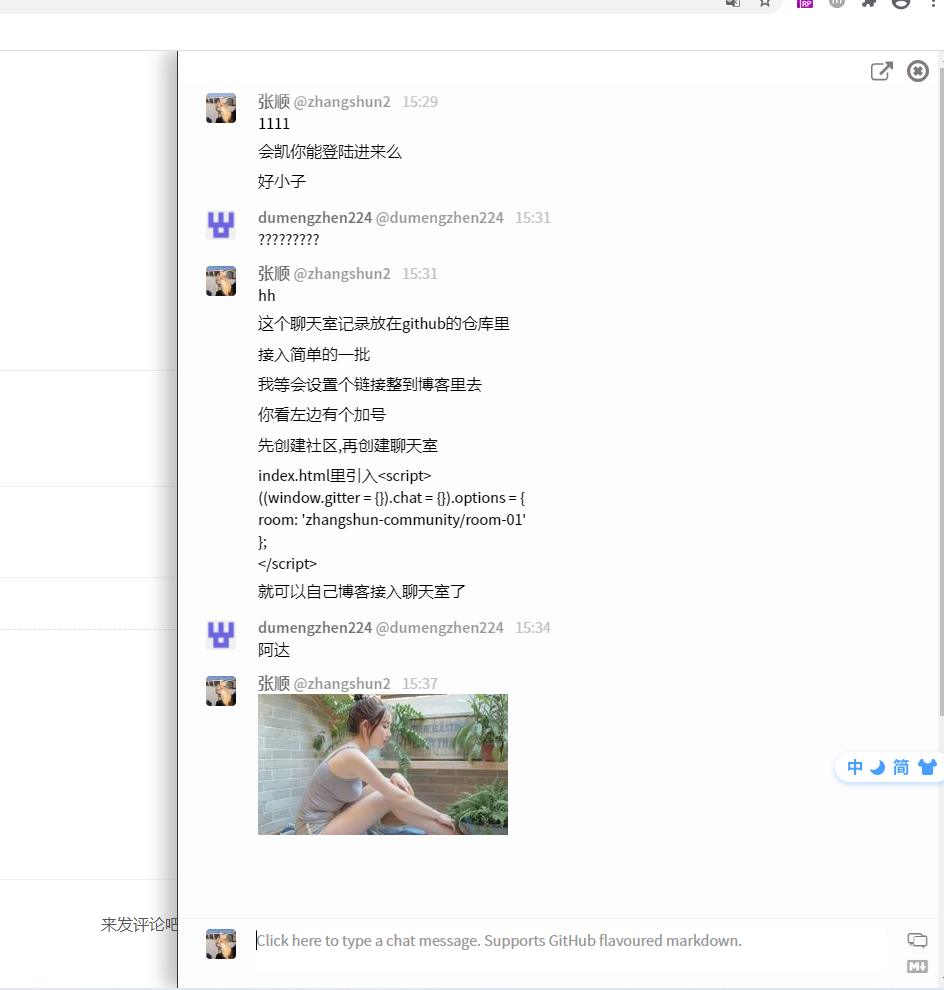 张顺 @zhangshun2 15:29
1111
会凯你能登陆进来么
好小子
dumengzhen224 @dumengzhen224 15:31
?????????
张顺 @zhangshun2 15:31
hh
这个聊天室记录放在github的仓库里
接入简单的一批
我等会设置个链接整到博客里去
你看左边有个加号
先创建社区,再创建聊天室
index.html里引入<script>
((window.gitter = {}).chat = {}).options = {
room: 'zhangshun-community/room-01'
};
</script>
就可以自己博客接入聊天室了
dumengzhen224 @dumengzhen224 15:34
阿达
张顺 @zhangshun2 15:37
中 简
来发评论吧
Click here to type a chat message. Supports GitHub flavoured markdown.